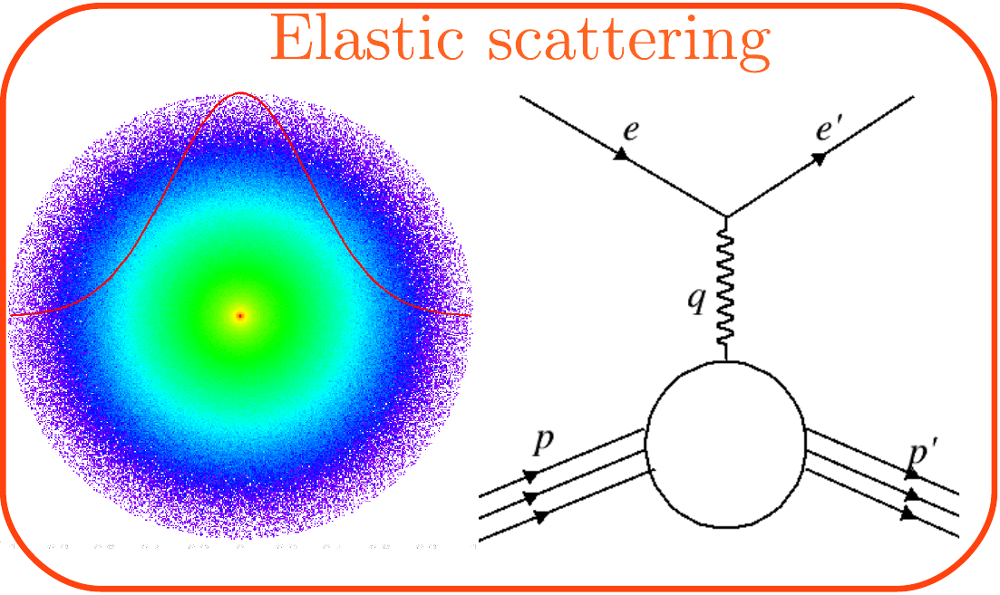 Elastic scattering
e
e′
q
p
p′